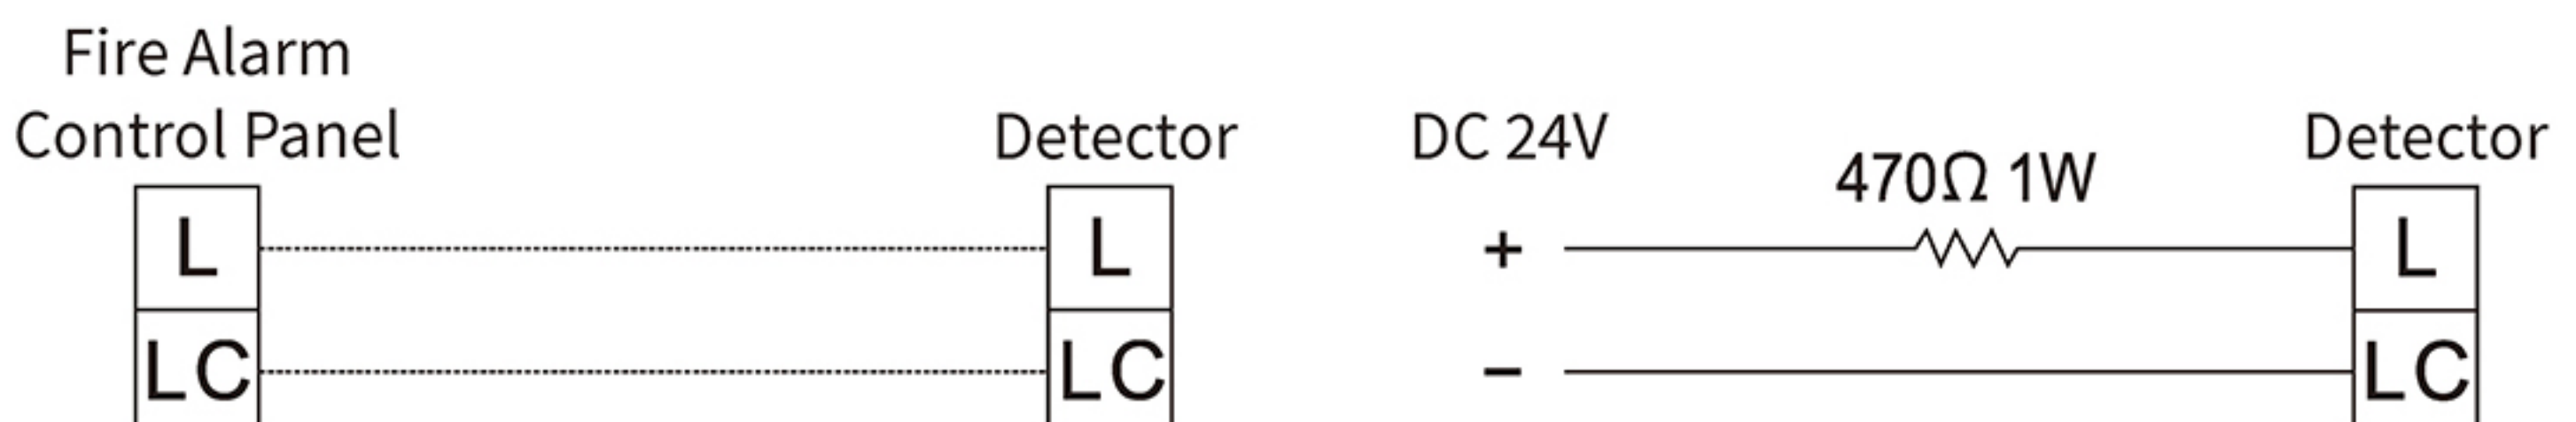 Fire Alarm
Control Panel
L
LC
Detector
L
LC
DC 24V
+
−
470Ω 1W
Detector
L
LC